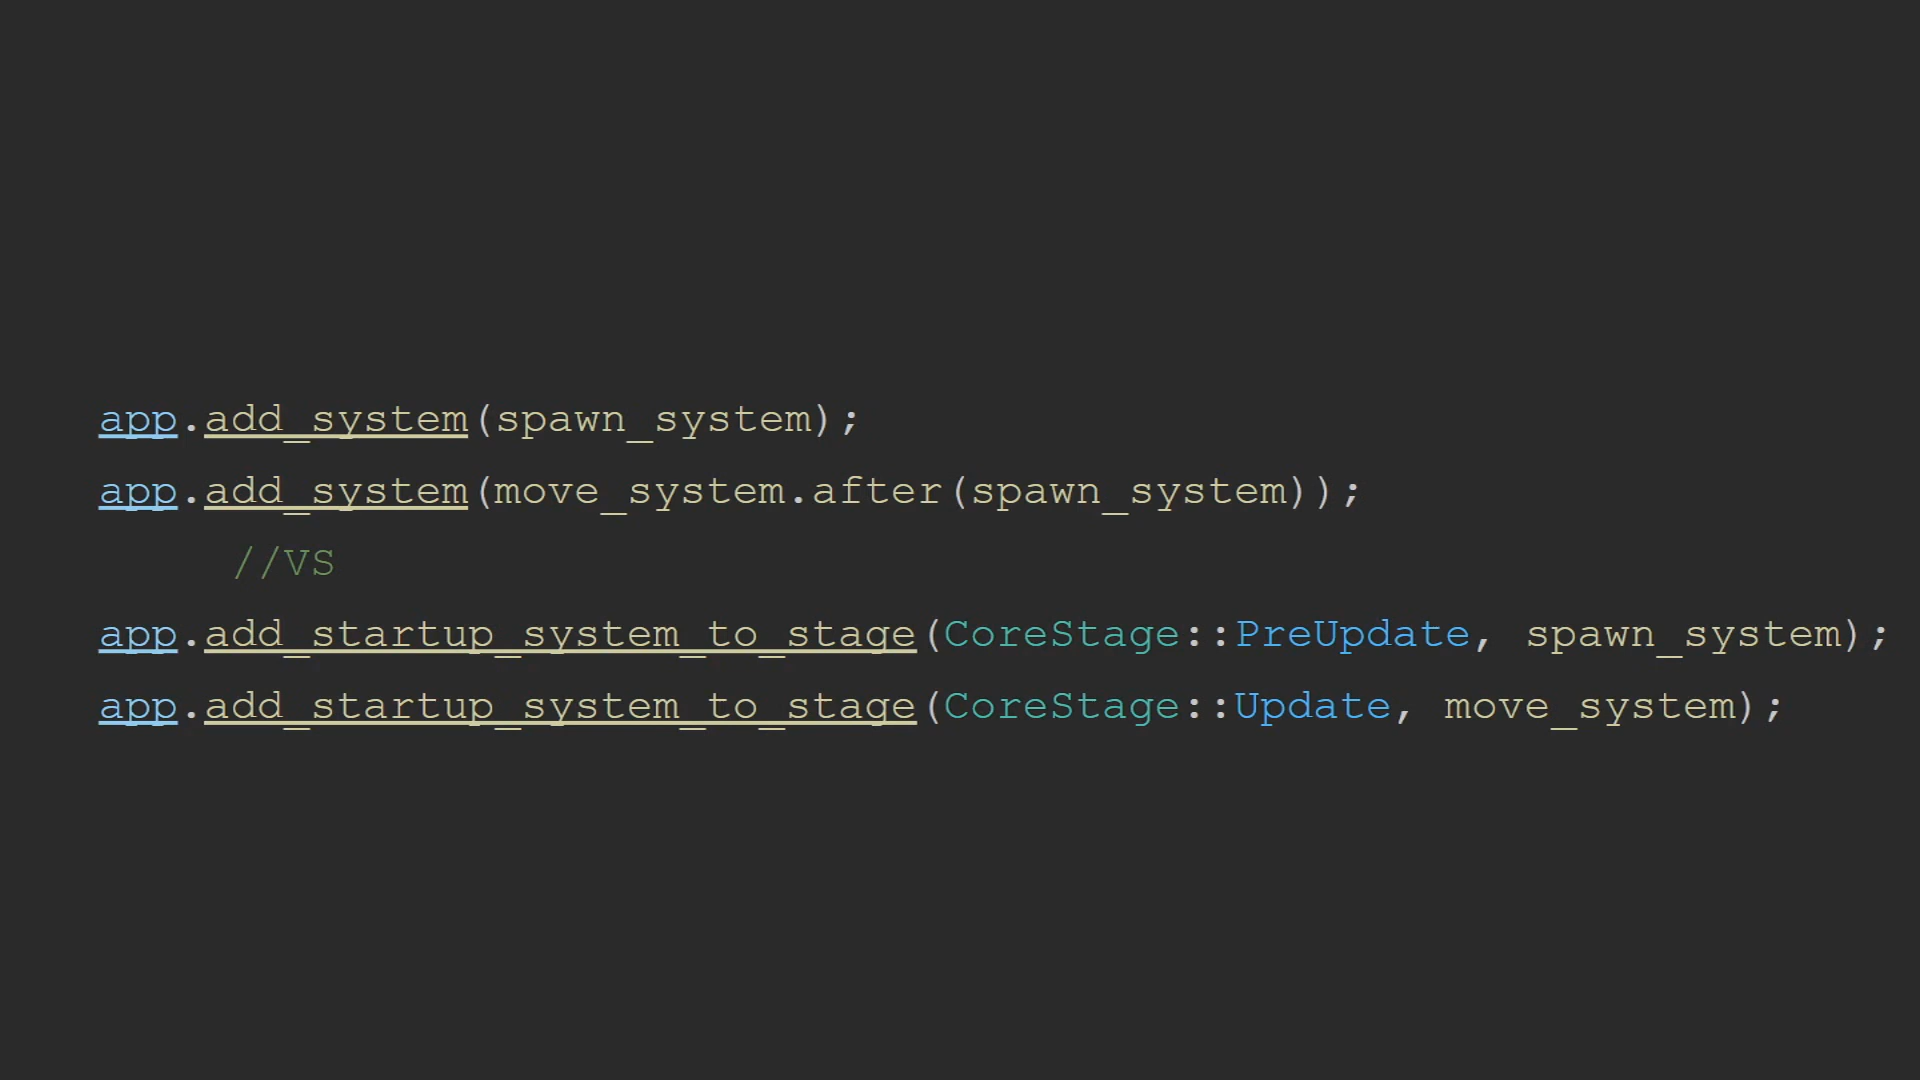 app.add_system(spawn_system);
app.add_system(move_system.after(spawn_system));
//VS
app.add_startup_system_to_stage(CoreStage::PreUpdate, spawn_system);
app.add_startup_system_to_stage(CoreStage::Update, move_system);